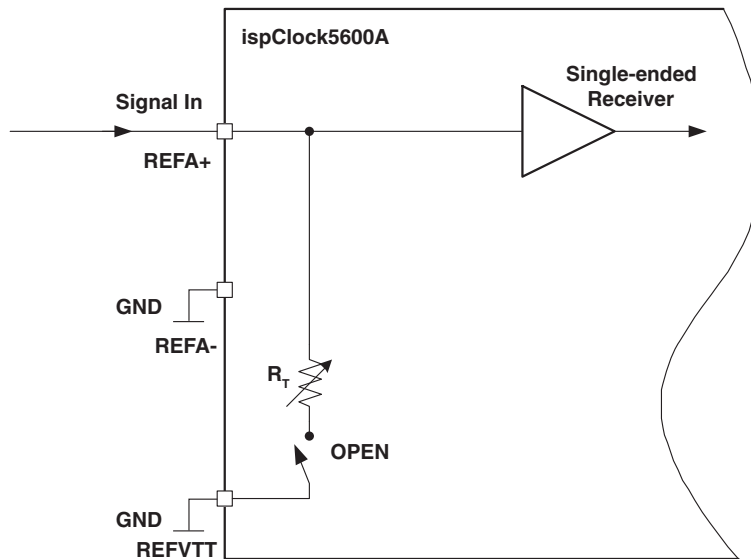 ispClock5600A
Single-ended
Receiver
Signal In
REFA+
GND
REFA-
RT
OPEN
GND
REFVTT